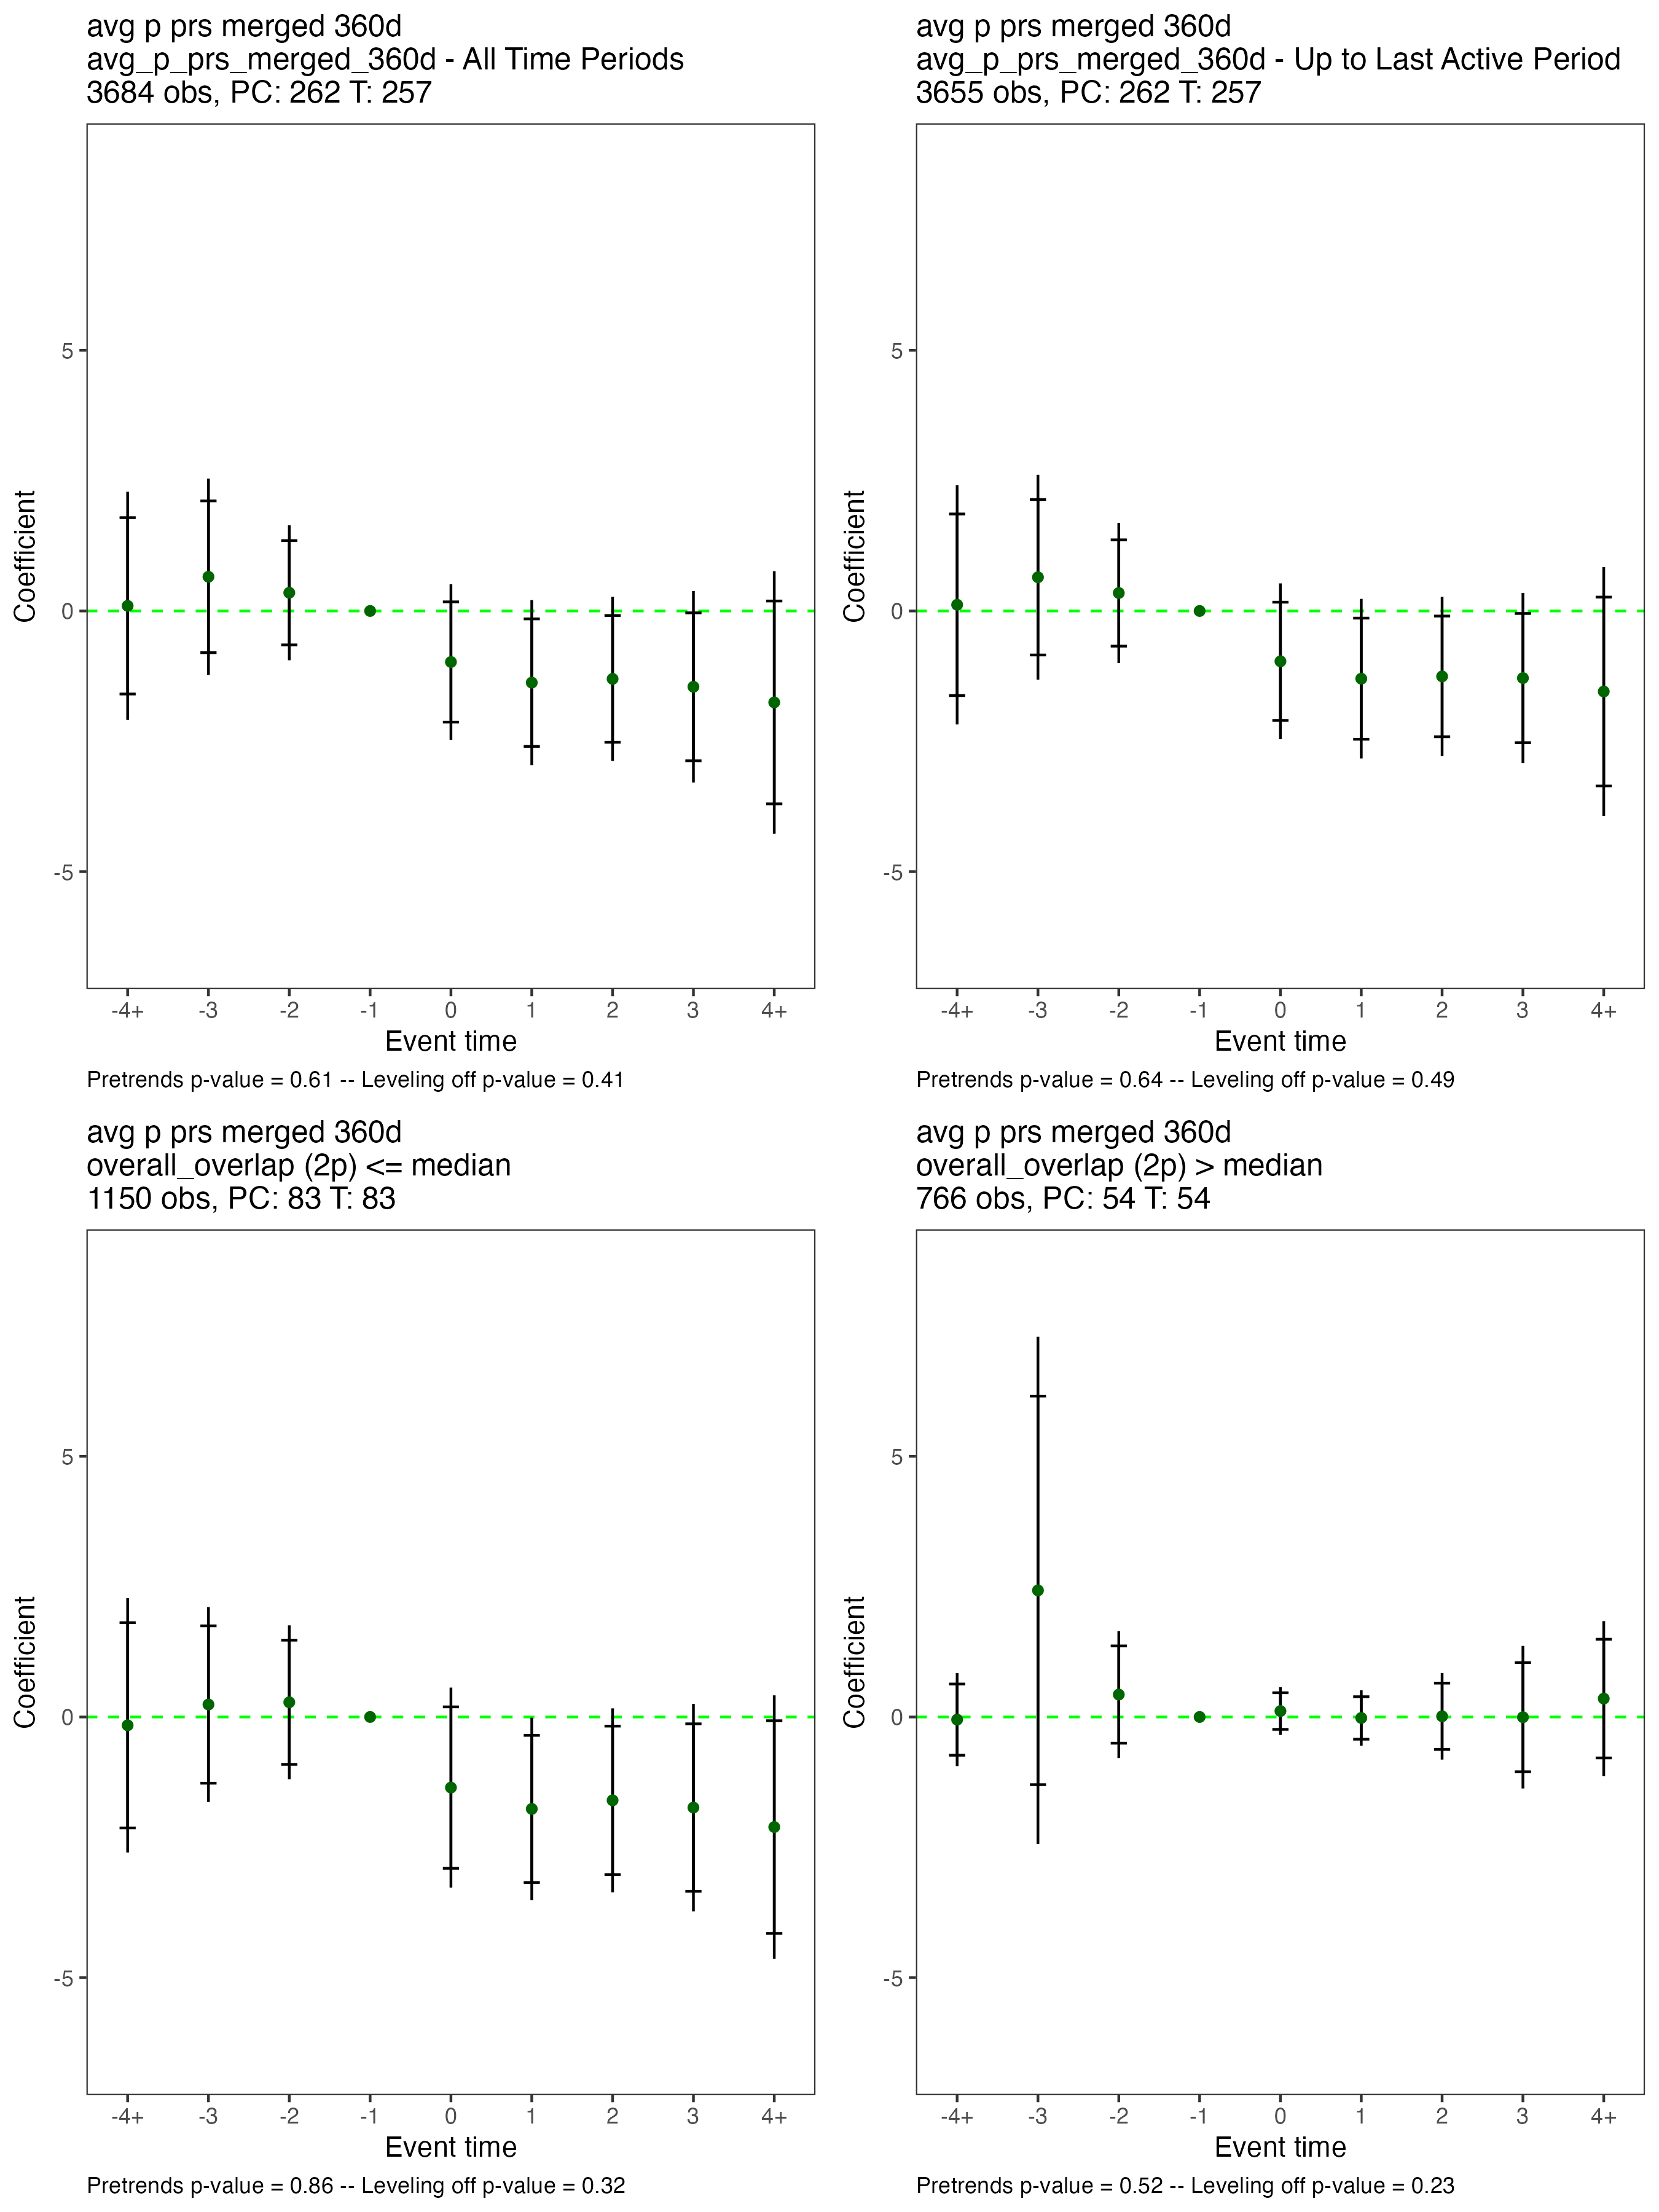 avg p prs merged 360d
avg_p_prs_merged_360d - All Time Periods
3684 obs, PC: 262 T: 257
5
0
-5
Coefficient
-4+ -3 -2 -1 0 1 2 3 4+
Event time
Pretrends p-value = 0.61 -- Leveling off p-value = 0.41
avg p prs merged 360d
avg_p_prs_merged_360d - Up to Last Active Period
3655 obs, PC: 262 T: 257
5
0
-5
Coefficient
-4+ -3 -2 -1 0 1 2 3 4+
Event time
Pretrends p-value = 0.64 -- Leveling off p-value = 0.49
avg p prs merged 360d
overall_overlap (2p) <= median
1150 obs, PC: 83 T: 83
5
0
-5
Coefficient
-4+ -3 -2 -1 0 1 2 3 4+
Event time
Pretrends p-value = 0.86 -- Leveling off p-value = 0.32
avg p prs merged 360d
overall_overlap (2p) > median
766 obs, PC: 54 T: 54
5
0
-5
Coefficient
-4+ -3 -2 -1 0 1 2 3 4+
Event time
Pretrends p-value = 0.52 -- Leveling off p-value = 0.23